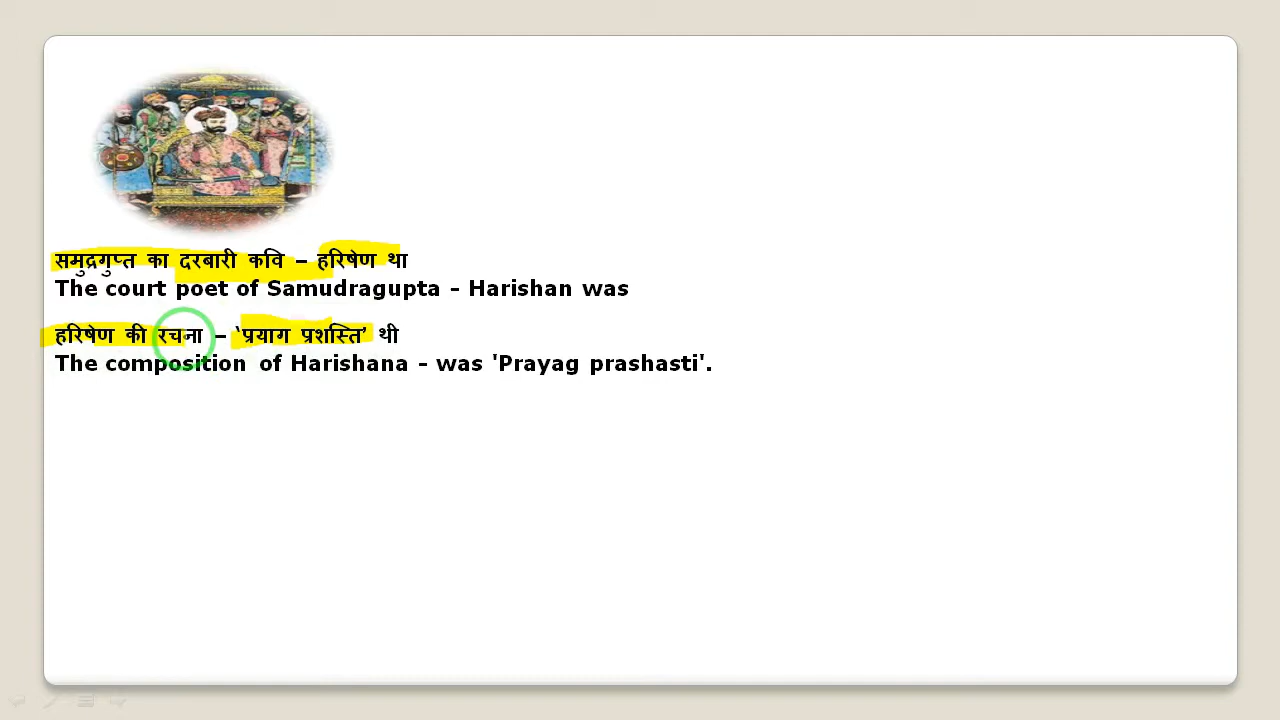 समुद्रगुप्त का दरबारी कवि – हरिषेण था
The court poet of Samudragupta - Harishan was
हरिषेण की रचना – ‘प्रयाग प्रशस्ति’ थी
The composition of Harishana - was 'Prayag prashasti'.